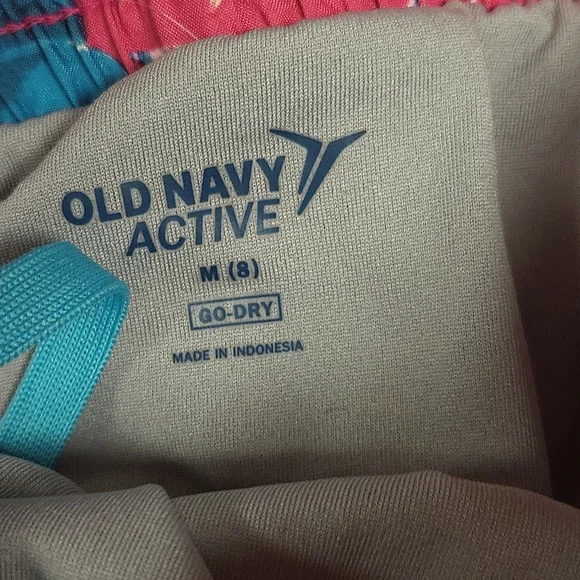 OLD NAVY
ACTIVE
M (8)
GO-DRY
MADE IN INDONESIA